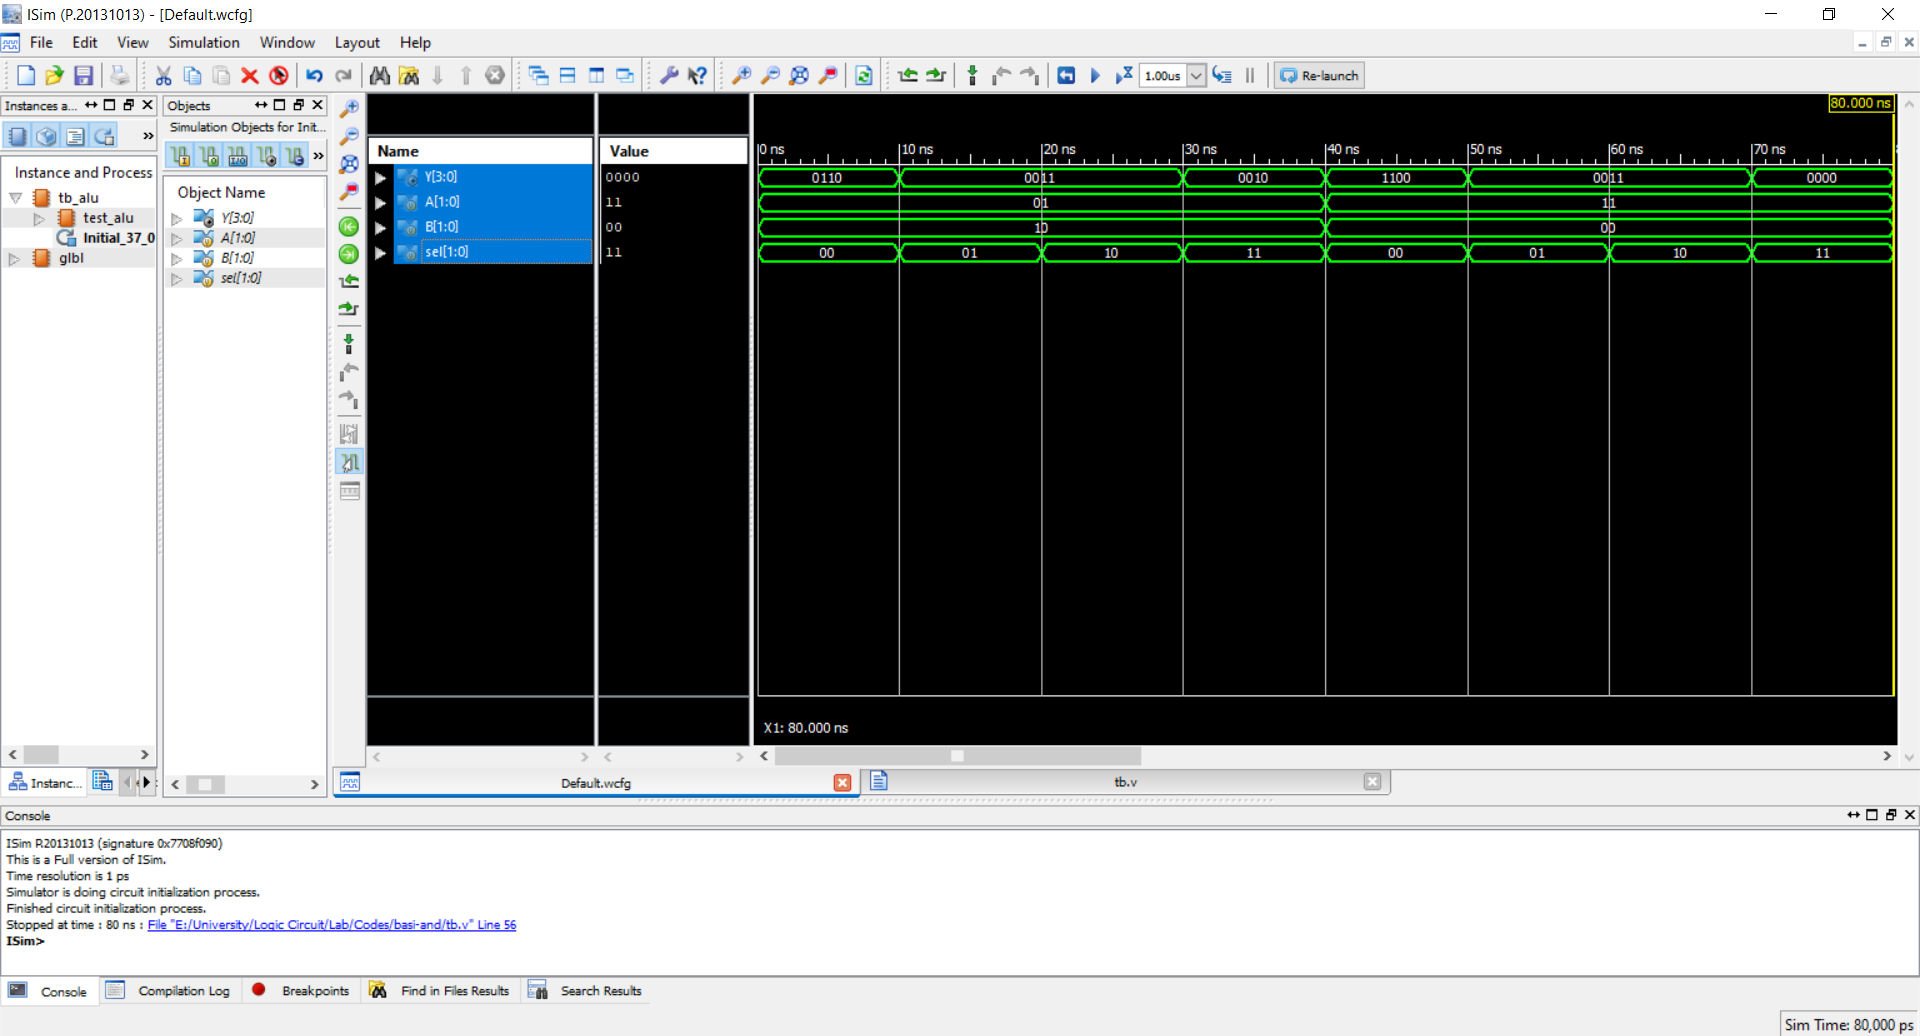 ISim (P.20131013) - [Default.wcfg]
File Edit View Simulation Window Layout Help
1.00us Re-launch
Instances a...
Instance and Process
tb_alu
test_alu
Initial_37_0
glbl
Instanc...
Objects
Simulation Objects for Init...
Object Name
Y[3:0]
A[1:0]
B[1:0]
sel[1:0]
Name Value
Y[3:0] 0000
A[1:0] 11
B[1:0] 00
sel[1:0] 11
80.000 ns
0 ns 10 ns 20 ns 30 ns 40 ns 50 ns 60 ns 70 ns
0110 0011 0010 1100 0011 0000
01 11
10 00
00 01 10 11 00 01 10 11
X1: 80.000 ns
Default.wcfg tb.v
Console
ISim P.20131013 (signature 0x7708f090)
This is a Full version of ISim.
Time resolution is 1 ps
Simulator is doing circuit initialization process.
Finished circuit initialization process.
Stopped at time : 80 ns : File "E:/University/Logic Circuit/Lab/Codes/basi-and/tb.v" Line 56
ISim>
Console Compilation Log Breakpoints Find in Files Results Search Results
Sim Time: 80,000 ps